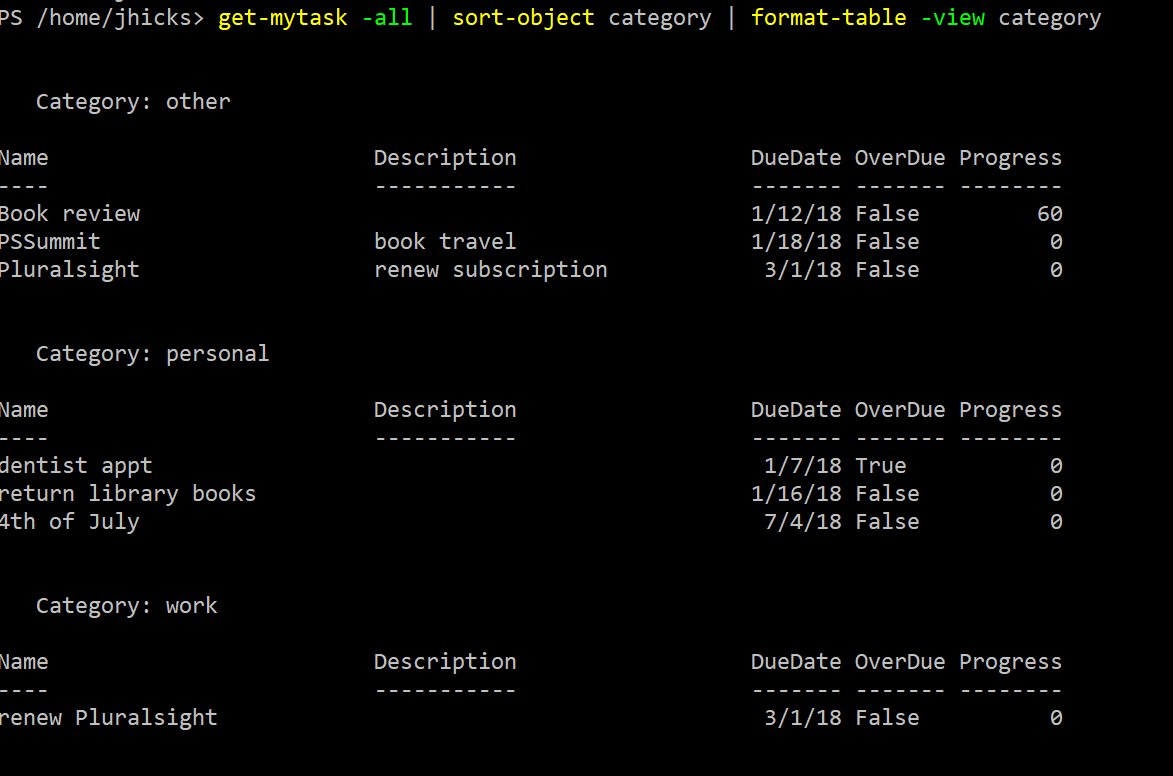 PS /home/jhicks> get-mytask -all | sort-object category | format-table -view category
Category: other
Name Description DueDate OverDue Progress
---- ----------- ------- ------- --------
Book review 1/12/18 False 60
PSSummit book travel 1/18/18 False 0
Pluralsight renew subscription 3/1/18 False 0
Category: personal
Name Description DueDate OverDue Progress
---- ----------- ------- ------- --------
dentist appt 1/7/18 True 0
return library books 1/16/18 False 0
4th of July 7/4/18 False 0
Category: work
Name Description DueDate OverDue Progress
---- ----------- ------- ------- --------
renew Pluralsight 3/1/18 False 0